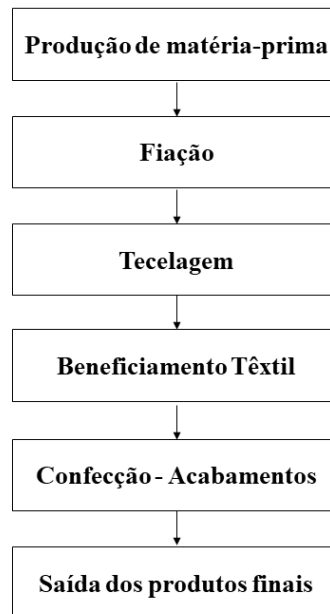 Produção de matéria-prima
Fiação
Tecelagem
Beneficiamento Têxtil
Confecção - Acabamentos
Saída dos produtos finais